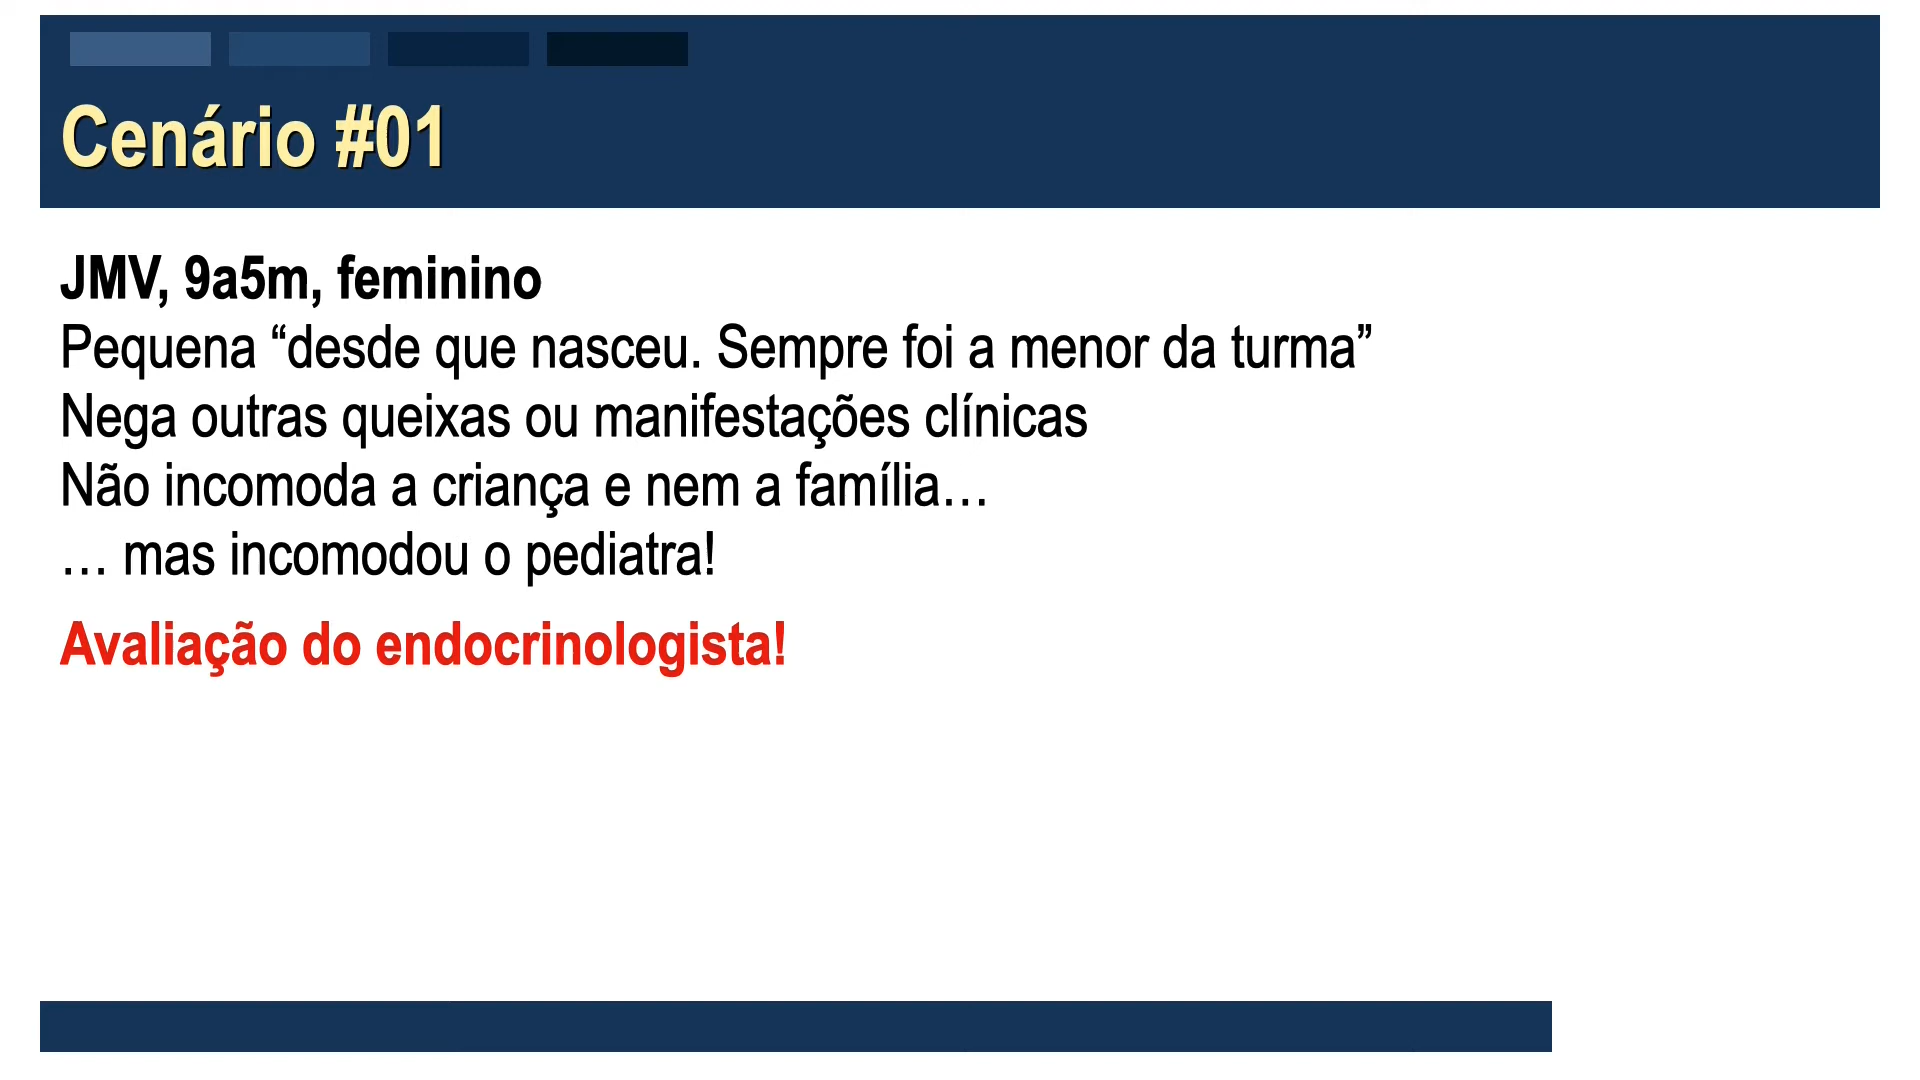 Cenário #01
JMV, 9a5m, feminino
Pequena “desde que nasceu. Sempre foi a menor da turma”
Nega outras queixas ou manifestações clínicas
Não incomoda a criança e nem a família…
… mas incomodou o pediatra!
Avaliação do endocrinologista!